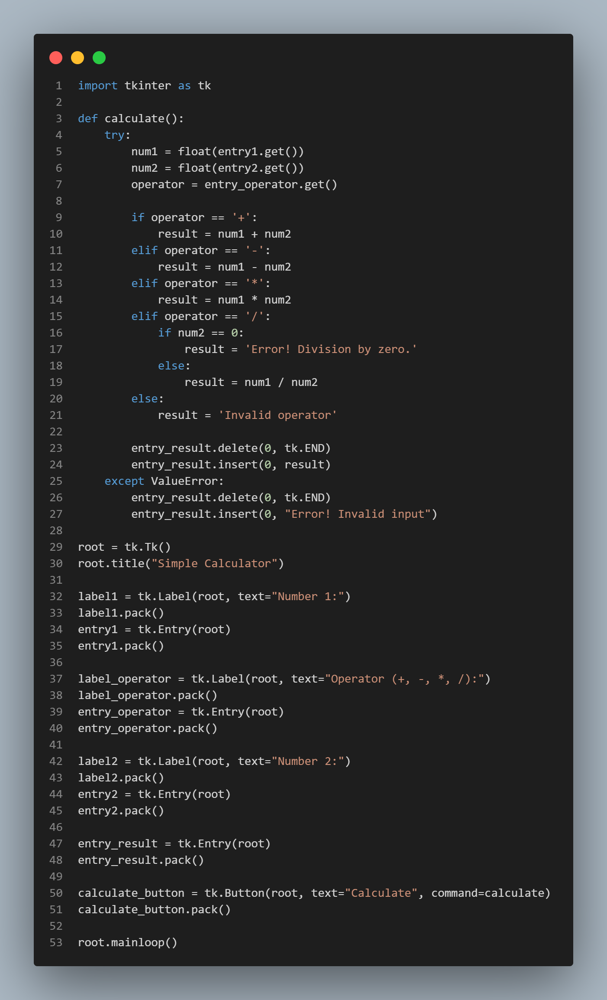 1 import tkinter as tk
2
3 def calculate():
4     try:
5         num1 = float(entry1.get())
6         num2 = float(entry2.get())
7         operator = entry_operator.get()
8
9         if operator == '+':
10             result = num1 + num2
11         elif operator == '-':
12             result = num1 - num2
13         elif operator == '*':
14             result = num1 * num2
15         elif operator == '/':
16             if num2 == 0:
17                 result = 'Error! Division by zero.'
18             else:
19                 result = num1 / num2
20         else:
21             result = 'Invalid operator'
22
23         entry_result.delete(0, tk.END)
24         entry_result.insert(0, result)
25     except ValueError:
26         entry_result.delete(0, tk.END)
27         entry_result.insert(0, "Error! Invalid input")
28
29 root = tk.Tk()
30 root.title("Simple Calculator")
31
32 label1 = tk.Label(root, text="Number 1:")
33 label1.pack()
34 entry1 = tk.Entry(root)
35 entry1.pack()
36
37 label_operator = tk.Label(root, text="Operator (+, -, *, /):")
38 label_operator.pack()
39 entry_operator = tk.Entry(root)
40 entry_operator.pack()
41
42 label2 = tk.Label(root, text="Number 2:")
43 label2.pack()
44 entry2 = tk.Entry(root)
45 entry2.pack()
46
47 entry_result = tk.Entry(root)
48 entry_result.pack()
49
50 calculate_button = tk.Button(root, text="Calculate", command=calculate)
51 calculate_button.pack()
52
53 root.mainloop()